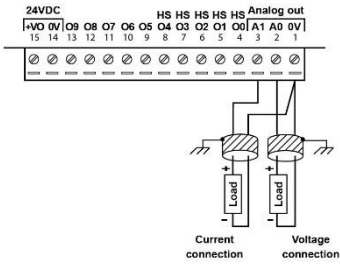 24VDC
HS HS HS HS HS Analog out
+VO 0V O9 O8 O7 O6 O5 O4 O3 O2 O1 O0 A1 A0 0V
15 14 13 12 11 10 9 8 7 6 5 4 3 2 1
+ +
Load Load
- -
Current connection
Voltage connection